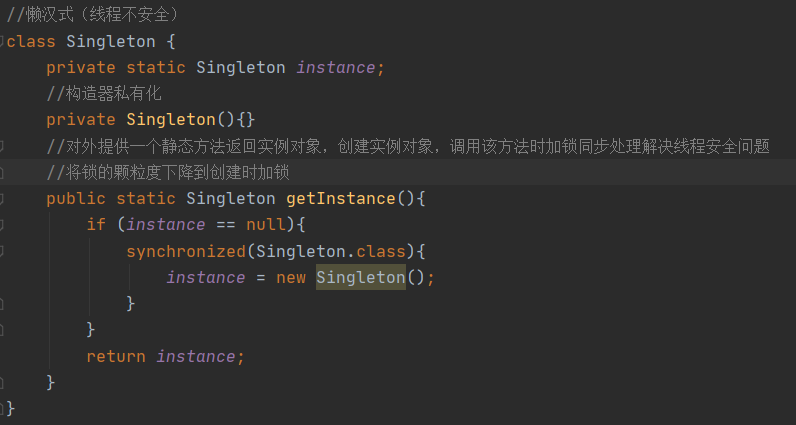 //懒汉式（线程不安全）
class Singleton {
    private static Singleton instance;
    //构造器私有化
    private Singleton(){}
    //对外提供一个静态方法返回实例对象，创建实例对象，调用该方法时加锁同步处理解决线程安全问题
    //将锁的颗粒度下降到创建时加锁
    public static Singleton getInstance(){
        if (instance == null){
            synchronized(Singleton.class){
                instance = new Singleton();
            }
        }
        return instance;
    }
}